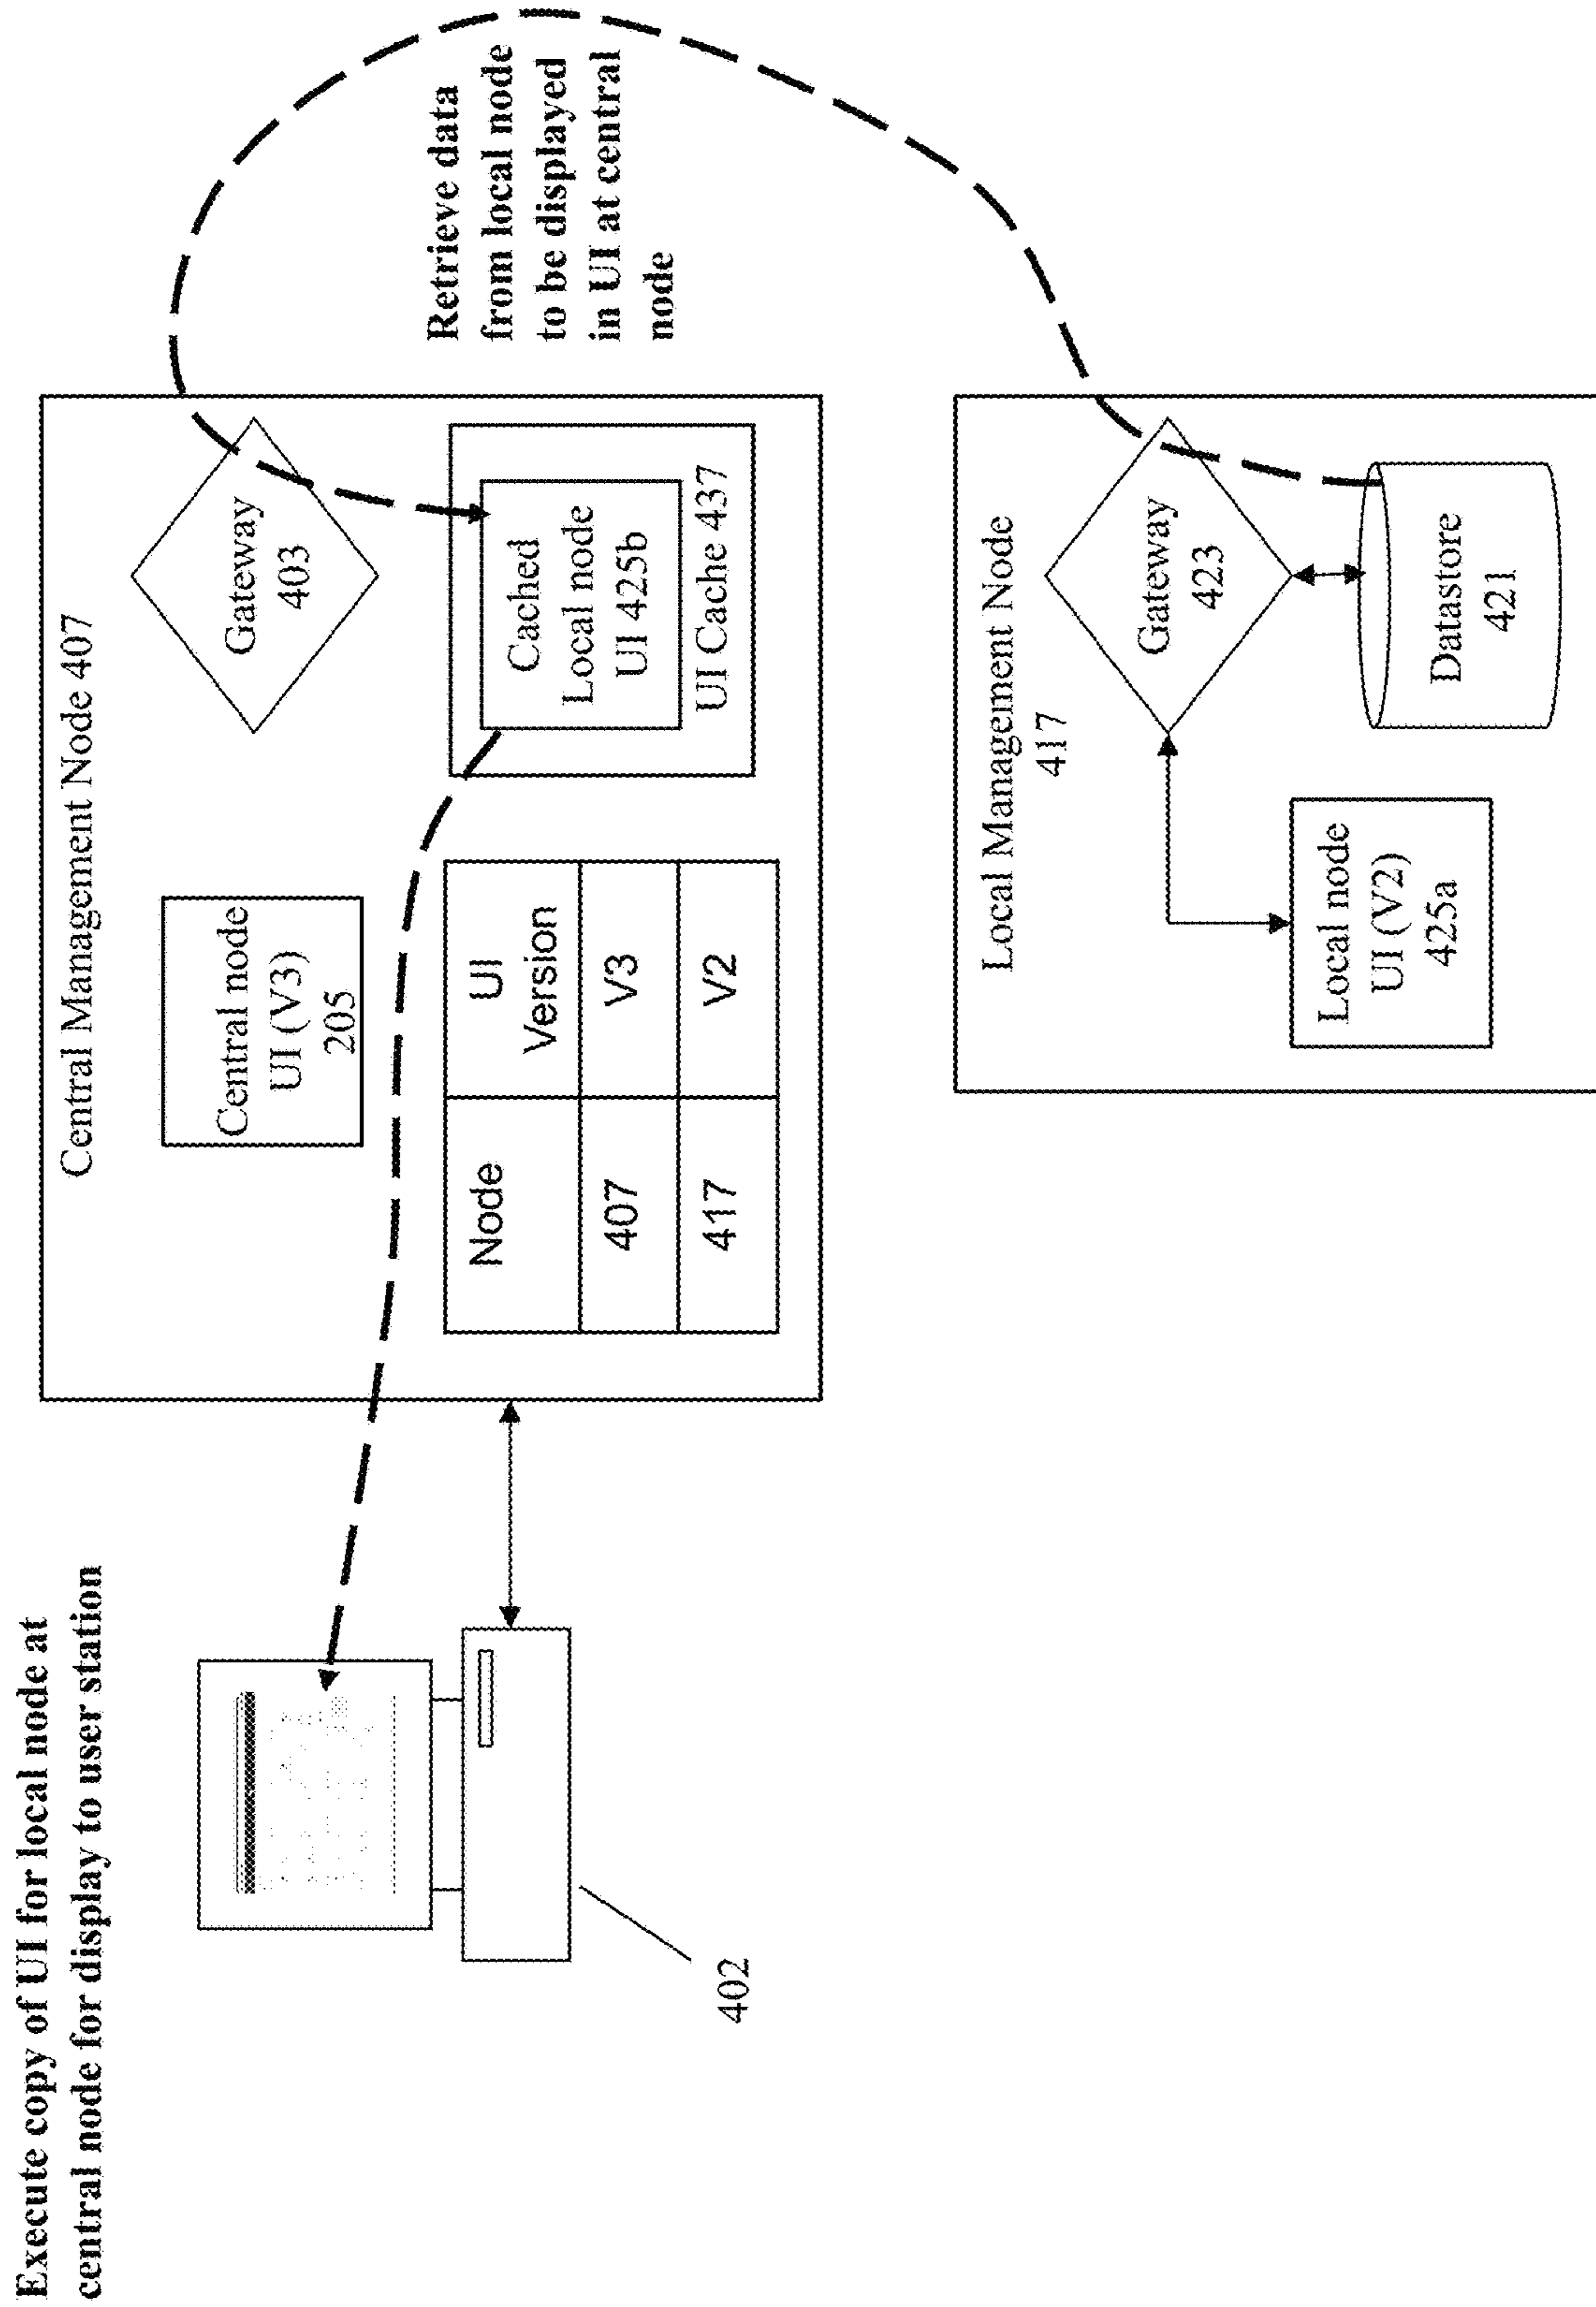 Execute copy of UI for local node at
central node for display to user station
402
Central Management Node 407
Central node
UI (V3)
205
Gateway
403
Node
UI
Version
407
V3
417
V2
Cached
Local node
UI 425b
UI Cache 437
Retrieve data
from local node
to be displayed
in UI at central
node
Local Management Node
417
Local node
UI (V2)
425a
Gateway
423
Datastore
421